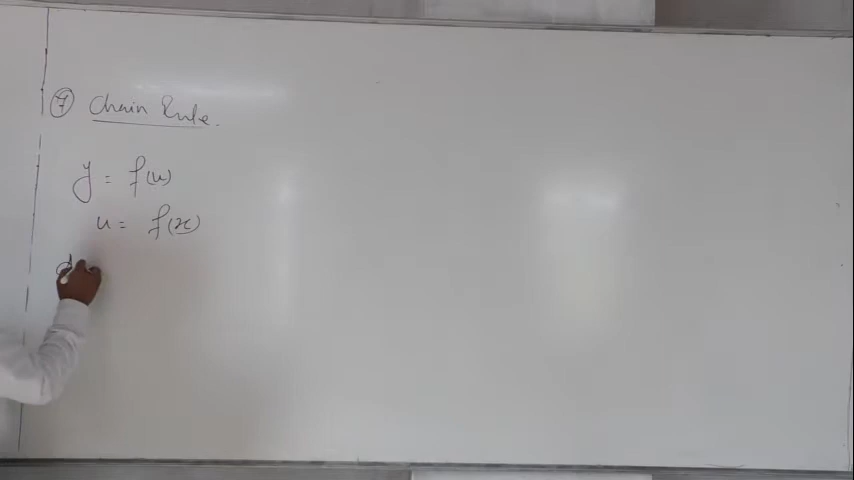 ⑦ Chain Rule.
y = f(u)
u = f(x)
d